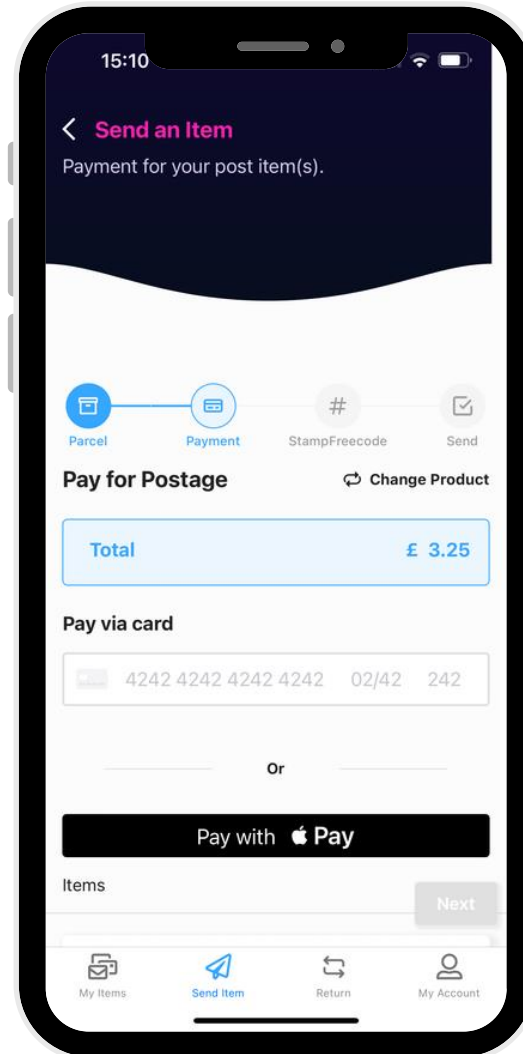 15:10
Send an Item
Payment for your post item(s).
Parcel Payment StampFreecode Send
Pay for Postage Change Product
Total £ 3.25
Pay via card
4242 4242 4242 4242 02/42 242
Or
Pay with Pay
Items
Next
My Items Send Item Return My Account